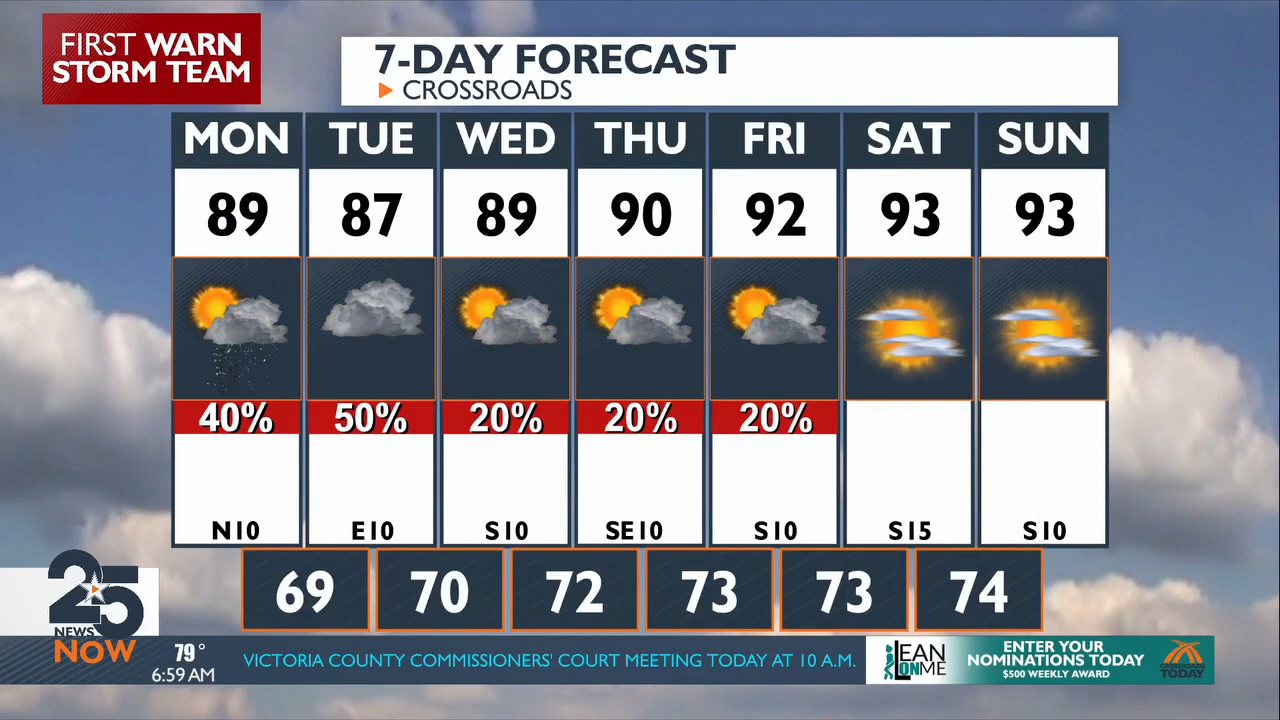 FIRST WARN
STORM TEAM
7-DAY FORECAST
CROSSROADS
MON TUE WED THU FRI SAT SUN
89 87 89 90 92 93 93
40% 50% 20% 20% 20%
N10 E10 S10 SE10 S10 S15 S10
69 70 72 73 73 74
25
NEWS
NOW
79°
6:59 AM
VICTORIA COUNTY COMMISSIONERS' COURT MEETING TODAY AT 10 A.M.
LEAN
ON ME
ENTER YOUR
NOMINATIONS TODAY
$500 WEEKLY AWARD
CROSSROADS
TODAY